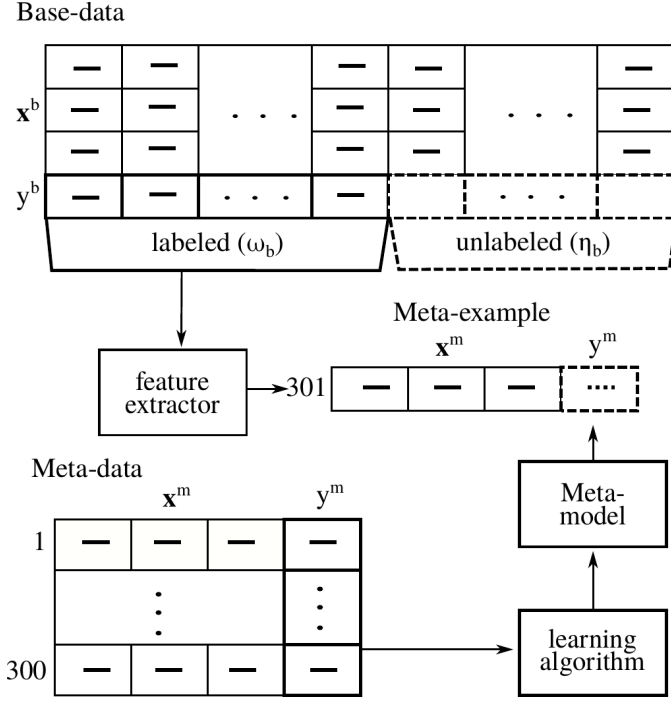 Base-data
x^b
y^b
labeled (ω_b)
unlabeled (η_b)
Meta-example
x^m
y^m
feature
extractor
301
Meta-data
x^m
y^m
Meta-
model
1
300
learning
algorithm